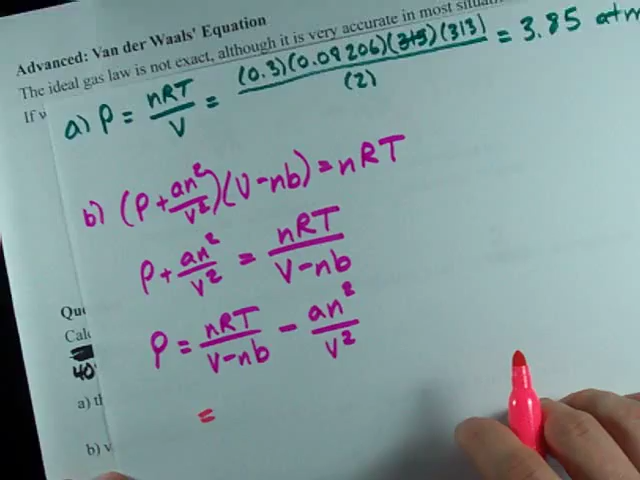 Advanced: Van der Waals' Equation
The ideal gas law is not exact, although it is very accurate in most situat
If
a) P = nRT/V = (0.3)(0.08206)(313)/(2) = 3.85 atm
b) (P + an²/V²)(V - nb) = nRT
P + an²/V² = nRT/V - nb
P = nRT/V - nb - an²/V²
=
Que
Calc
40
a) th
b) v